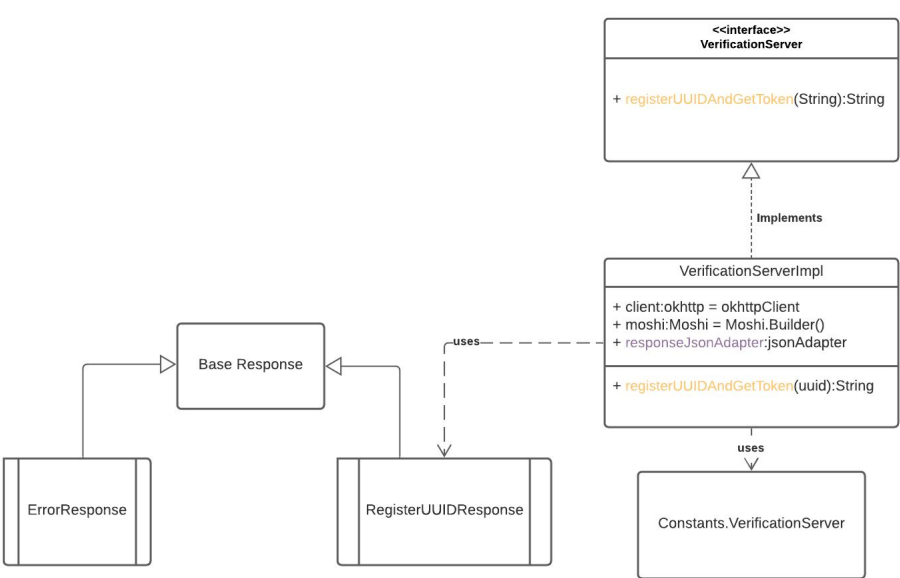 <<interface>>
VerificationServer
+ registerUUIDAndGetToken(String):String
Implements
VerificationServerImpl
+ client:okhttp = okhttpClient
+ moshi:Moshi = Moshi.Builder()
+ responseJsonAdapter:jsonAdapter
+ registerUUIDAndGetToken(uuid):String
uses
Base Response
uses
ErrorResponse
RegisterUUIDResponse
Constants.VerificationServer